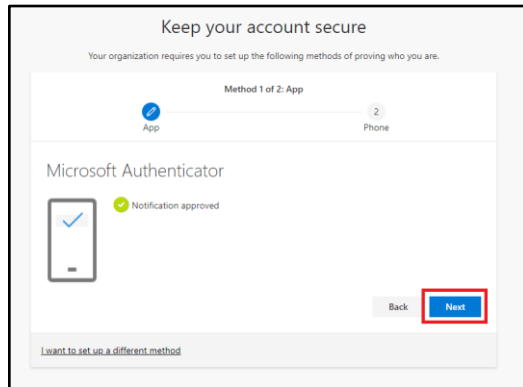 Keep your account secure
Your organization requires you to set up the following methods of proving who you are.
Method 1 of 2: App
2
App
Phone
Microsoft Authenticator
Notification approved
Back
Next
I want to set up a different method